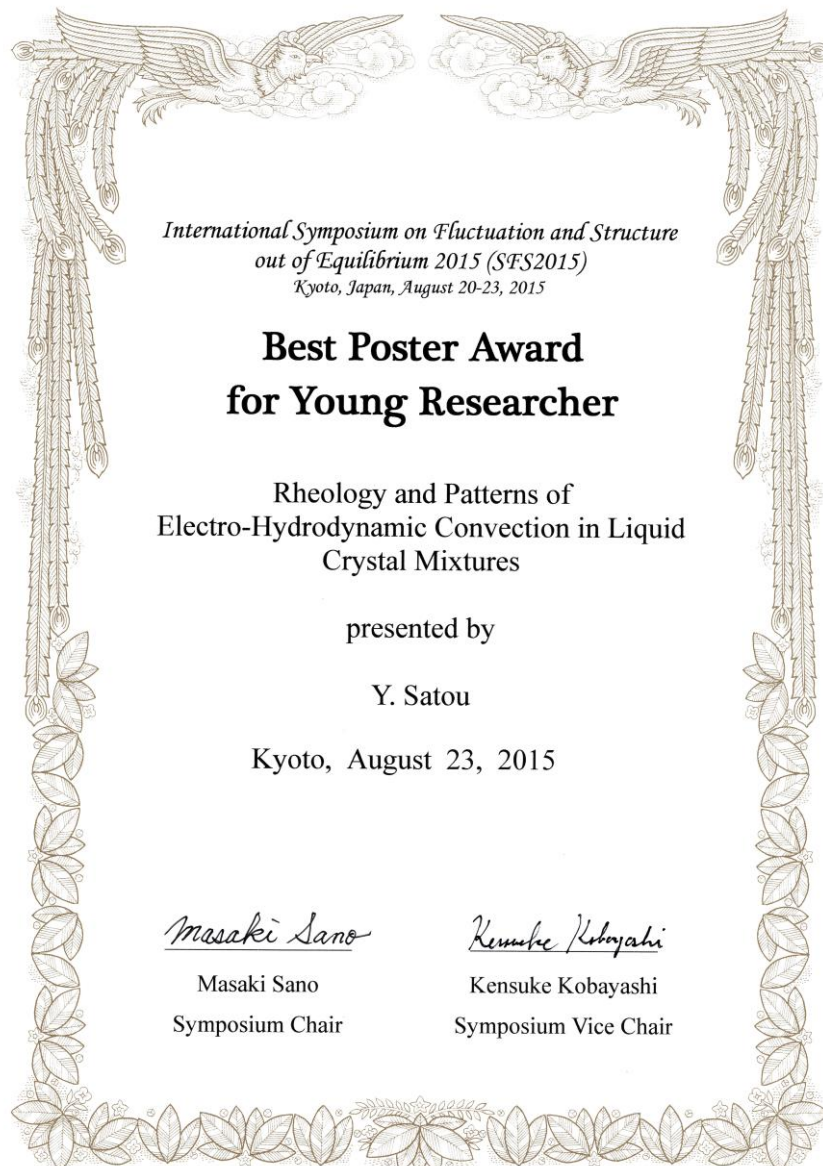 International Symposium on Fluctuation and Structure
out of Equilibrium 2015 (SFS2015)
Kyoto, Japan, August 20-23, 2015
Best Poster Award
for Young Researcher
Rheology and Patterns of
Electro-Hydrodynamic Convection in Liquid
Crystal Mixtures
presented by
Y. Satou
Kyoto, August 23, 2015
Masaki Sano
Kensuke Kobayashi
Masaki Sano
Kensuke Kobayashi
Symposium Chair
Symposium Vice Chair